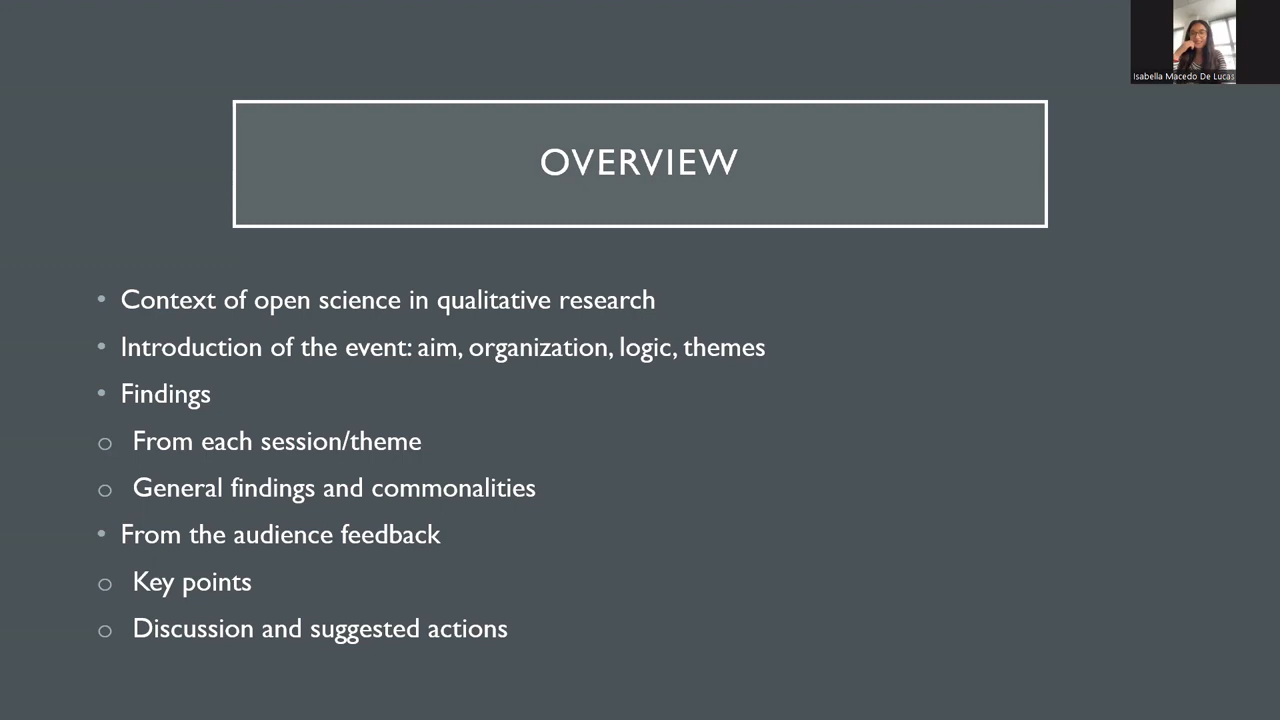 Isabella Macedo De Lucas
OVERVIEW
• Context of open science in qualitative research
• Introduction of the event: aim, organization, logic, themes
• Findings
o From each session/theme
o General findings and commonalities
• From the audience feedback
o Key points
o Discussion and suggested actions